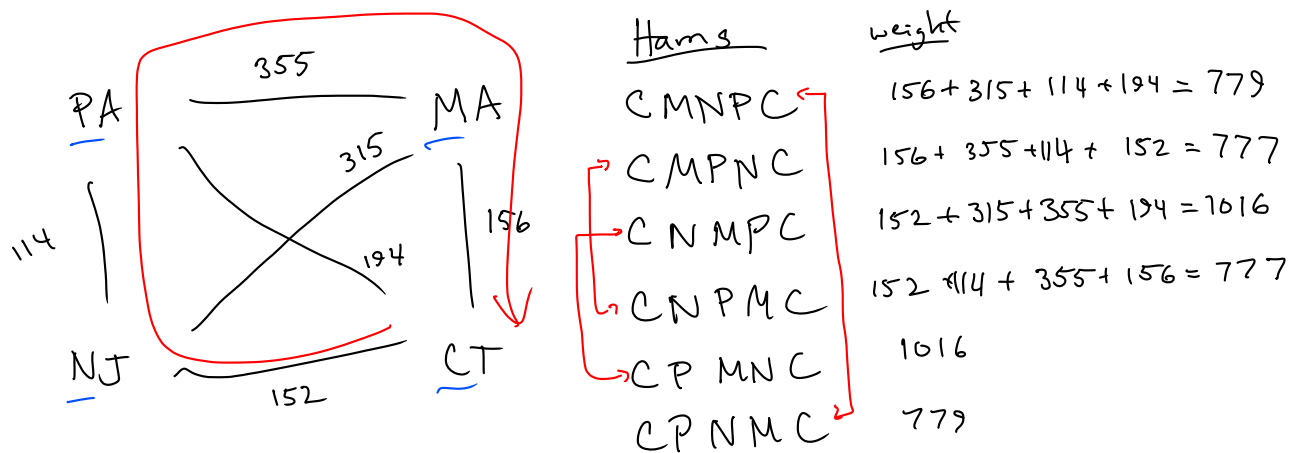 355
PA
MA
315
114
156
194
NJ
CT
152
Hams weight
CMNPC 156+315+114+194=779
CMPNC 156+355+114+152=777
CNMPC 152+315+355+194=1016
CNPMC 152+114+355+156=777
CPMNC 1016
CPNMC 779